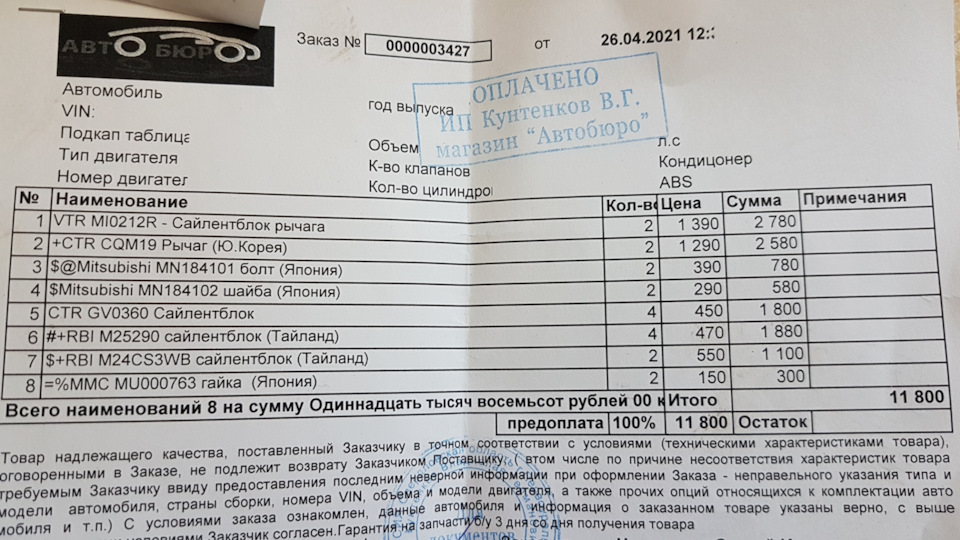 АВТО БЮРО
Заказ № 0000003427 от 26.04.2021 12:
ОПЛАЧЕНО
ИП Кунтенков В.Г.
магазин "Автобюро"
Автомобиль
VIN: год выпуска
Подкап таблица Объем л.с
Тип двигателя К-во клапанов Кондицонер
Номер двигател Кол-во цилиндро ABS
№ Наименование Кол-во Цена Сумма Примечания
1 VTR MI0212R - Сайлентблок рычага 2 1 390 2 780
2 +CTR CQM19 Рычаг (Ю.Корея) 2 1 290 2 580
3 $@Mitsubishi MN184101 болт (Япония) 2 390 780
4 $Mitsubishi MN184102 шайба (Япония) 2 290 580
5 CTR GV0360 Сайлентблок 4 450 1 800
6 #+RBI M25290 сайлентблок (Тайланд) 4 470 1 880
7 $+RBI M24CS3WB сайлентблок (Тайланд) 2 550 1 100
8 =%MMC MU000763 гайка (Япония) 2 150 300
Всего наименований 8 на сумму Одиннадцать тысяч восемьсот рублей 00 к Итого 11 800
предоплата 100% 11 800 Остаток
Товар надлежащего качества, поставленный Заказчику в точном соответствии с условиями (техническими характеристиками товара),
оговоренными в Заказе, не подлежит возврату Заказчиком Поставщику, в том числе по причине несоответствия характеристик товара
требуемым Заказчику ввиду предоставления последним неверной информации при оформлении Заказа - неправильного указания типа и
модели автомобиля, страны сборки, номера VIN, объема и модели двигателя, а также прочих опций относящихся к комплектации авто
мобиля и т.п.) С условиями заказа ознакомлен, данные автомобиля и информация о заказанном товаре указаны верно, с выше
условиями Заказчик согласен.Гарантия на запчасти б/у 3 дня со дня получения товара
документов